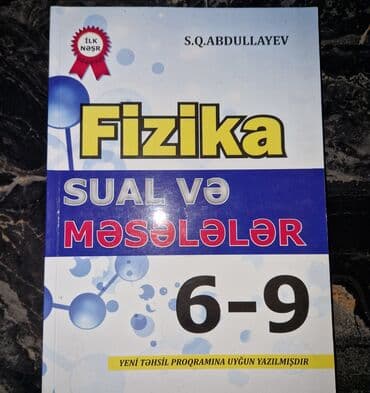 İLK
NƏŞR
S.Q.ABDULLAYEV
Fizika
SUAL VƏ
MƏSƏLƏLƏR
6-9
YENİ TƏHSİL PROQRAMINA UYĞUN YAZILMIŞDIR